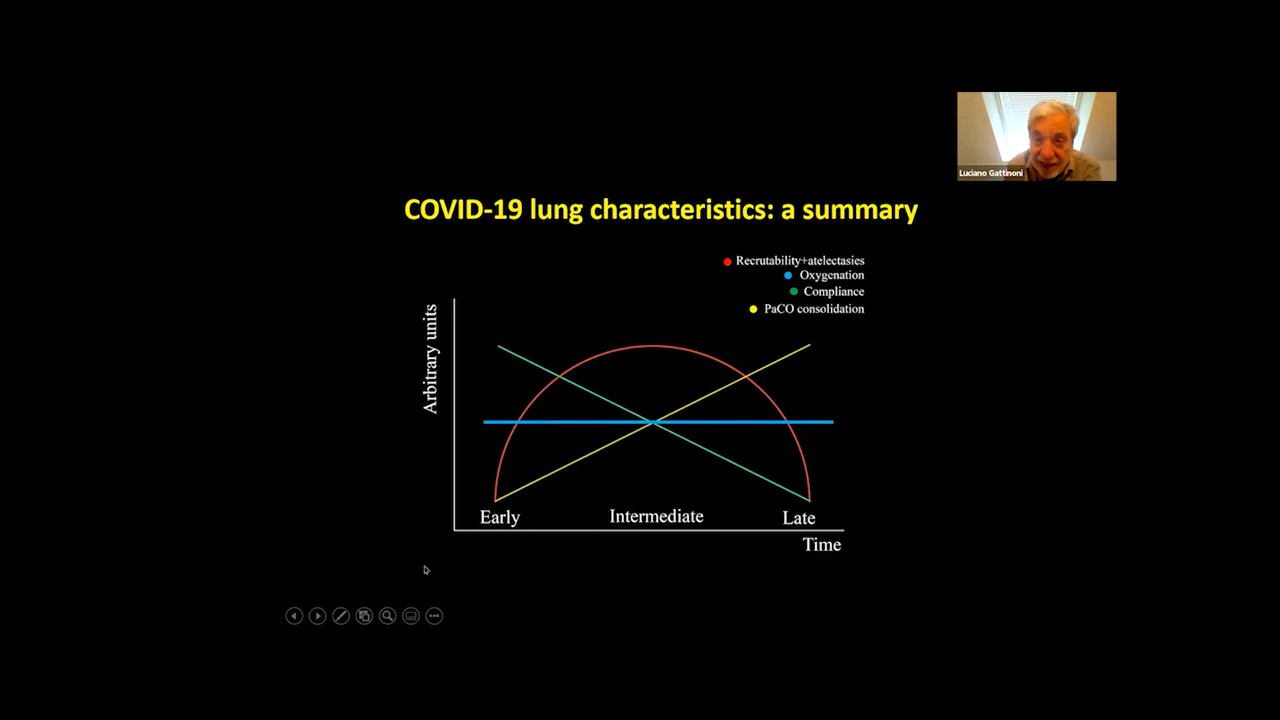 Luciano Gattinoni
COVID-19 lung characteristics: a summary
Recrutability+atelectasies
Oxygenation
Compliance
PaCO consolidation
Arbitrary units
Early
Intermediate
Late
Time